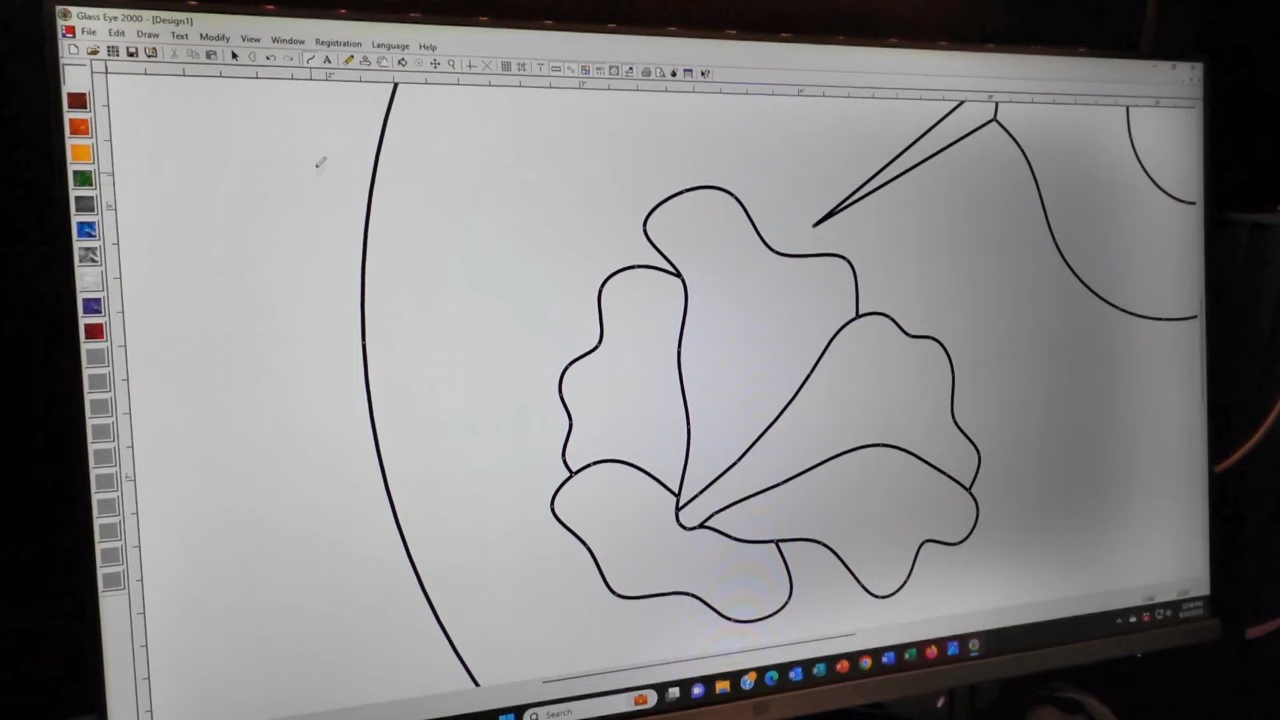 Glass Eye 2000 - [Design1]
File Edit Draw Text Modify View Window Registration Language Help
Search